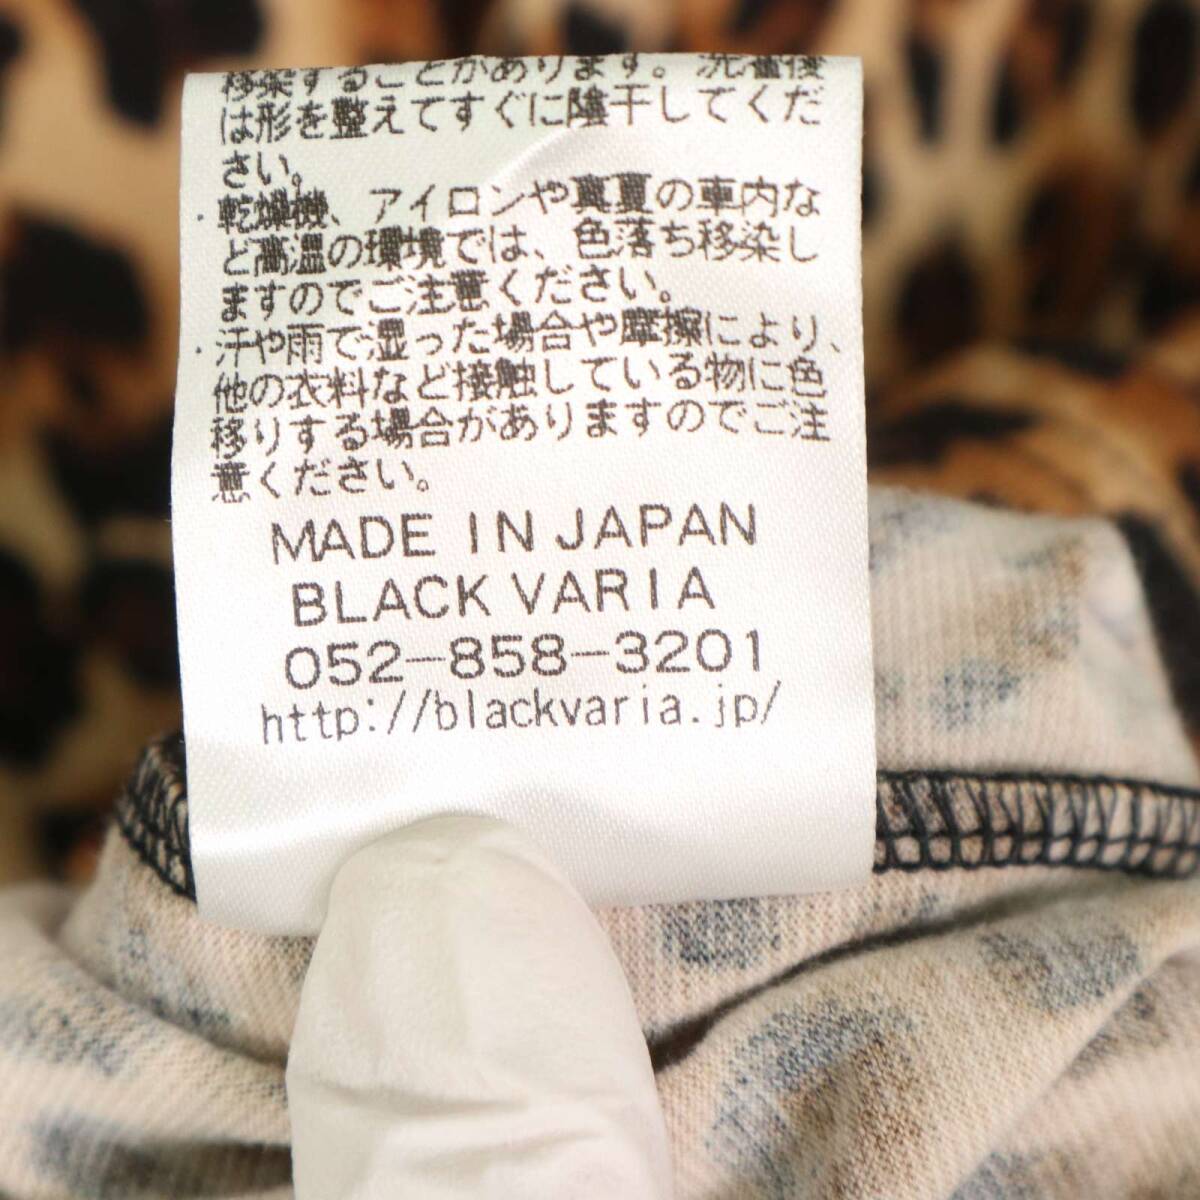 移染することがあります。洗濯後
は形を整えてすぐに陰干してくだ
さい。
・乾燥機、アイロンや真夏の車内な
ど高温の環境では、色落ち移染し
ますのでご注意ください。
・汗や雨で湿った場合や摩擦により、
他の衣料など接触している物に色
移りする場合がありますのでご注
意ください。
MADE IN JAPAN
BLACK VARIA
052-858-3201
http://blackvaria.jp/